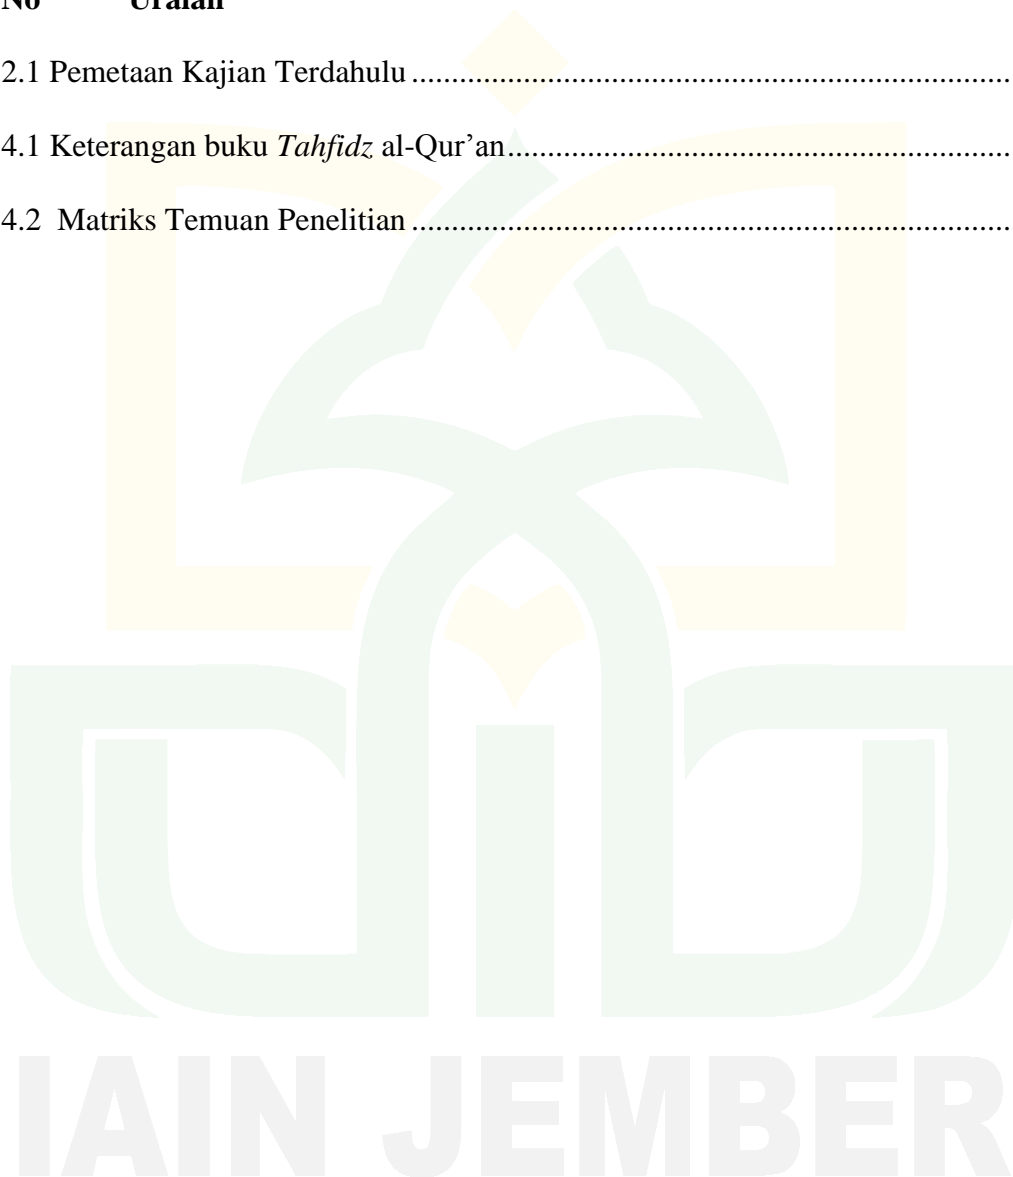 No Uraian
2.1 Pemetaan Kajian Terdahulu ...........................................................................
4.1 Keterangan buku Tahfidz al-Qur’an...............................................................
4.2 Matriks Temuan Penelitian ...........................................................................
IAIN JEMBER